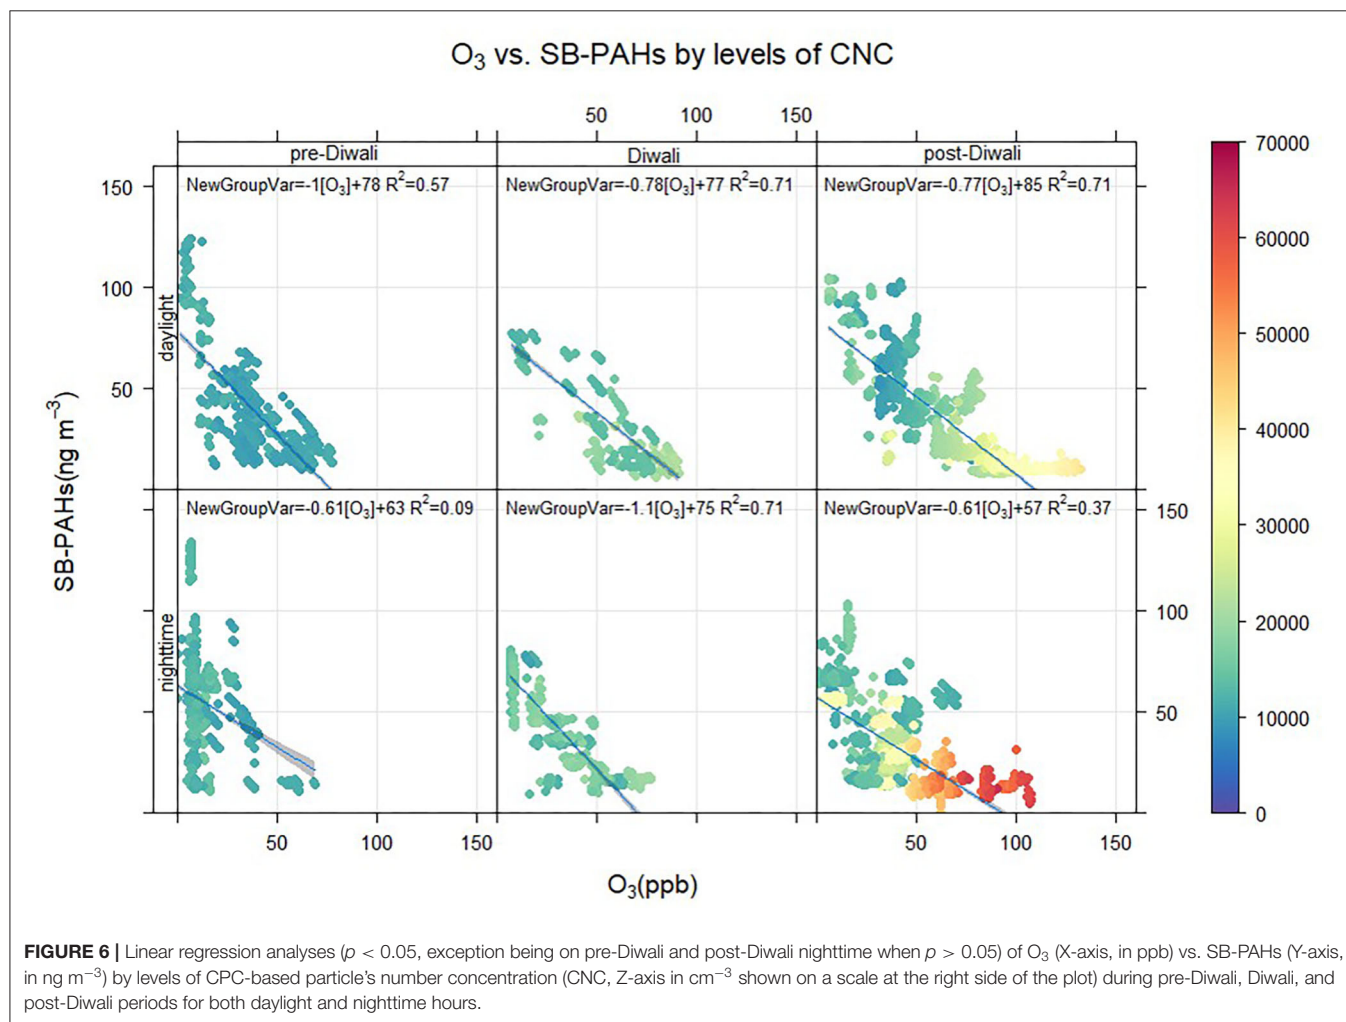 O₃ vs. SB-PAHs by levels of CNC
50 100 150
pre-Diwali Diwali post-Diwali
NewGroupVar=-1[O₃]+78 R²=0.57
NewGroupVar=-0.78[O₃]+77 R²=0.71
NewGroupVar=-0.77[O₃]+85 R²=0.71
150
100
50
daylight
SB-PAHs(ng m⁻³)
NewGroupVar=-0.61[O₃]+63 R²=0.09
NewGroupVar=-1.1[O₃]+75 R²=0.71
NewGroupVar=-0.61[O₃]+57 R²=0.37
nighttime
150
100
50
50 100 150 50 100 150
O₃(ppb)
70000
60000
50000
40000
30000
20000
10000
0
FIGURE 6 | Linear regression analyses (p < 0.05, exception being on pre-Diwali and post-Diwali nighttime when p > 0.05) of O₃ (X-axis, in ppb) vs. SB-PAHs (Y-axis,
in ng m⁻³) by levels of CPC-based particle's number concentration (CNC, Z-axis in cm⁻³ shown on a scale at the right side of the plot) during pre-Diwali, Diwali, and
post-Diwali periods for both daylight and nighttime hours.